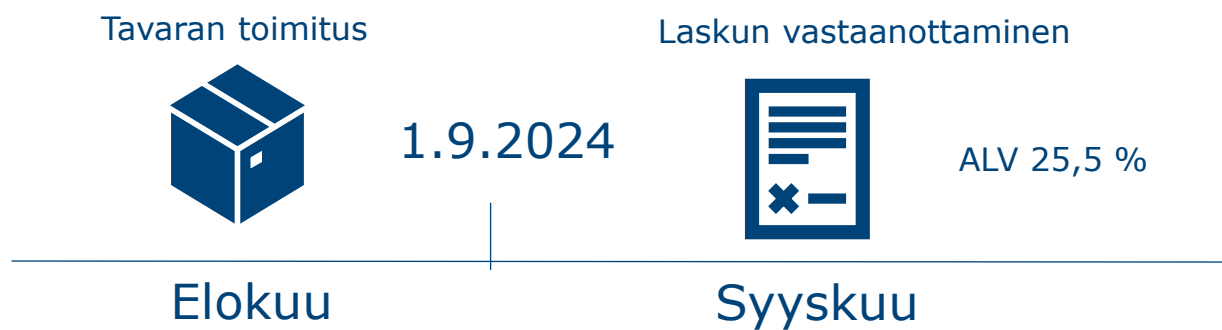 Tavaran toimitus
Laskun vastaanottaminen
1.9.2024
ALV 25,5 %
Elokuu
Syyskuu